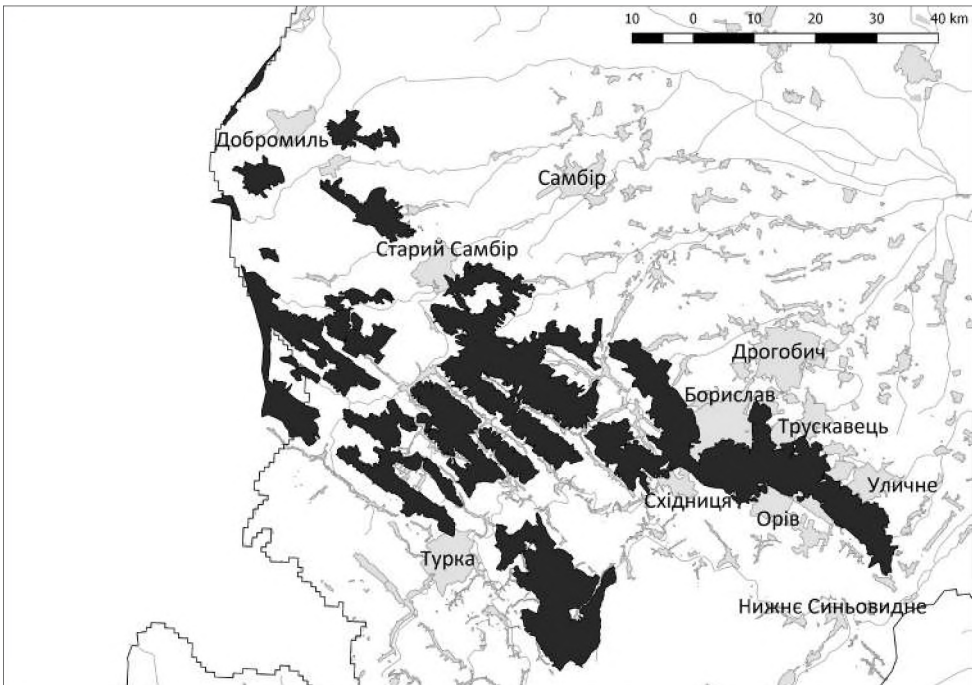 10 0 10 20 30 40 km
Добромиль
Самбір
Старий Самбір
Дрогобич
Борислав
Трускавець
Уличне
Східниця
Орів
Турка
Нижнє Синьовидне